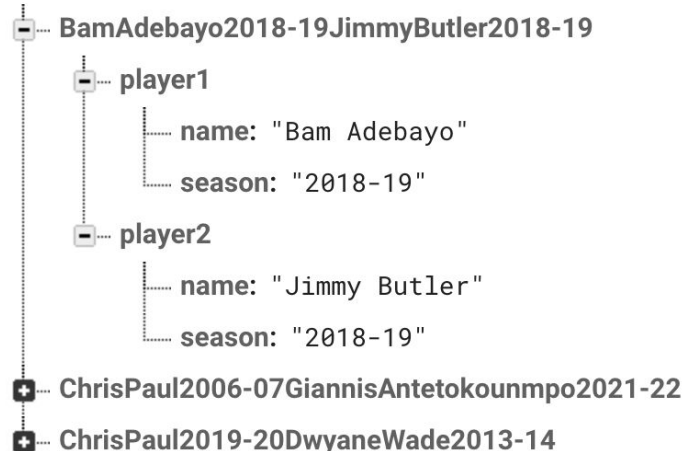 BamAdebayo2018-19JimmyButler2018-19
player1
name: "Bam Adebayo"
season: "2018-19"
player2
name: "Jimmy Butler"
season: "2018-19"
ChrisPaul2006-07GiannisAntetokounmpo2021-22
ChrisPaul2019-20DwyaneWade2013-14